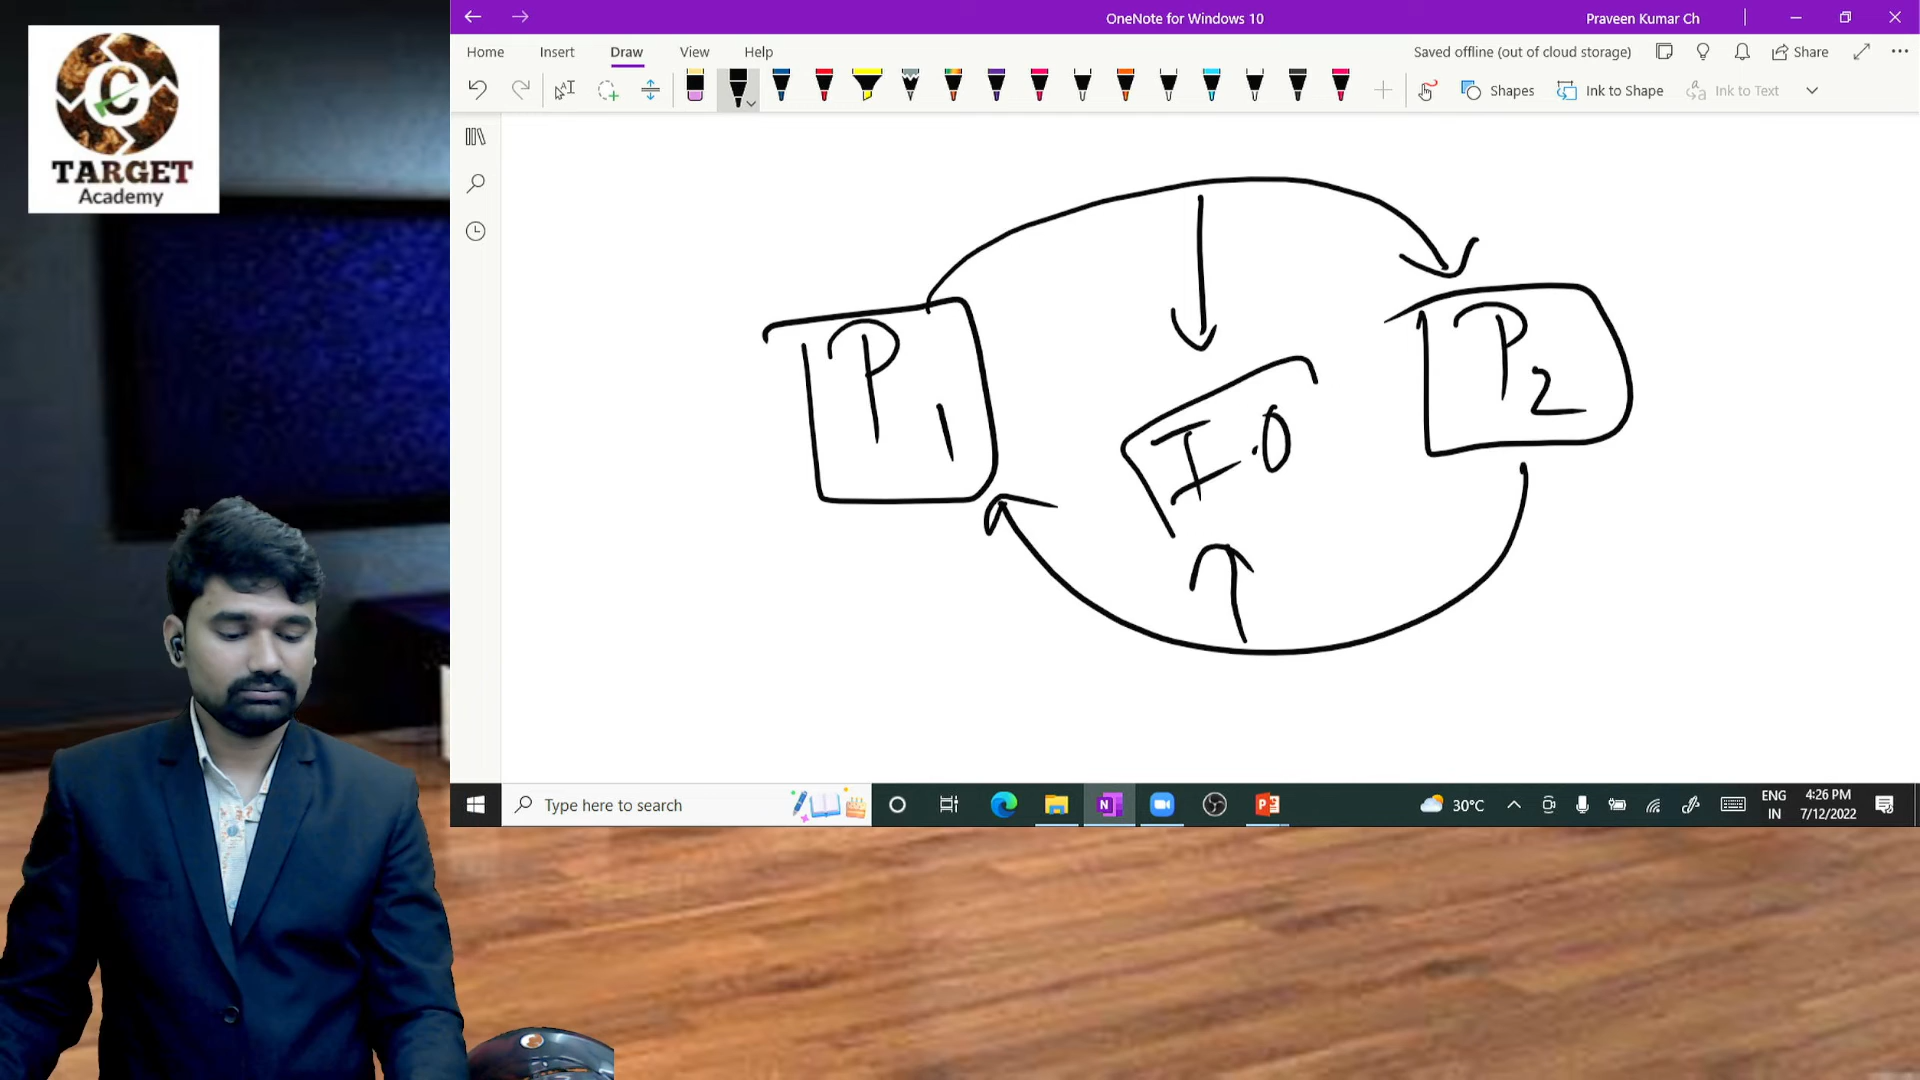 C
TARGET
Academy
OneNote for Windows 10
Praveen Kumar Ch
Home
Insert
Draw
View
Help
Saved offline (out of cloud storage)
Share
Shapes
Ink to Shape
Ink to Text
P1
P2
I.O
Type here to search
N
30°C
ENG
IN
4:26 PM
7/12/2022